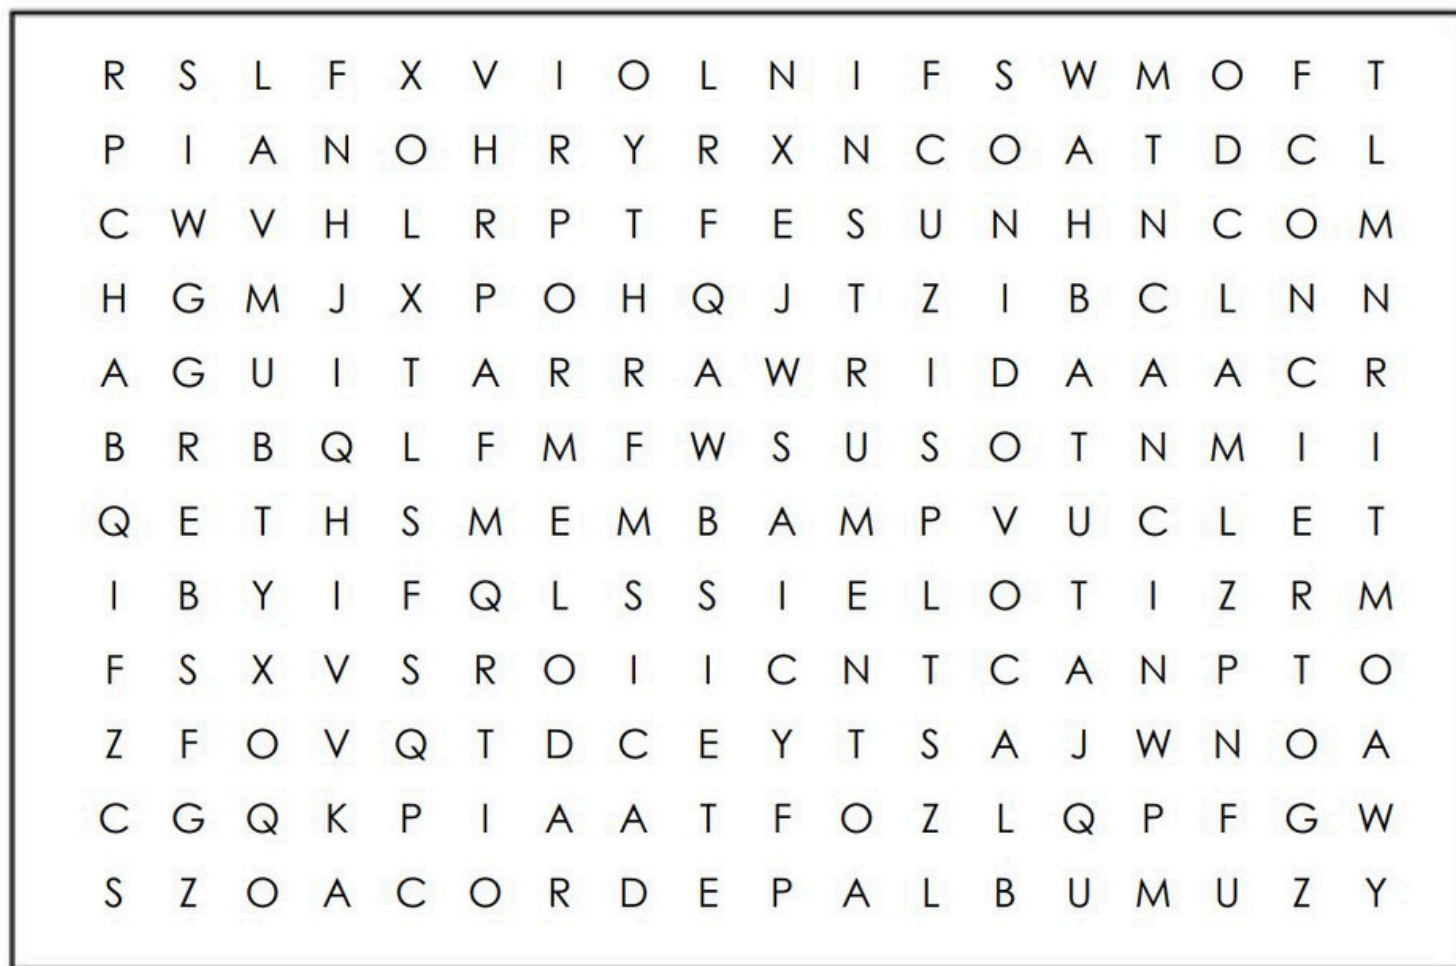 R S L F X V I O L N I F S W M O F T
P I A N O H R Y R X N C O A T D C L
C W V H L R P T F E S U N H N C O M
H G M J X P O H Q J T Z I B C L N N
A G U I T A R R A W R I D A A A C R
B R B Q L F M F W S U S O T N M I I
Q E T H S M E M B A M P V U C L E T
I B Y I F Q L S S I E L O T I Z R M
F S X V S R O I I C N T C A N P T O
Z F O V Q T D C E Y T S A J W N O A
C G Q K P I A A T F O Z L Q P F G W
S Z O A C O R D E P A L B U M U Z Y